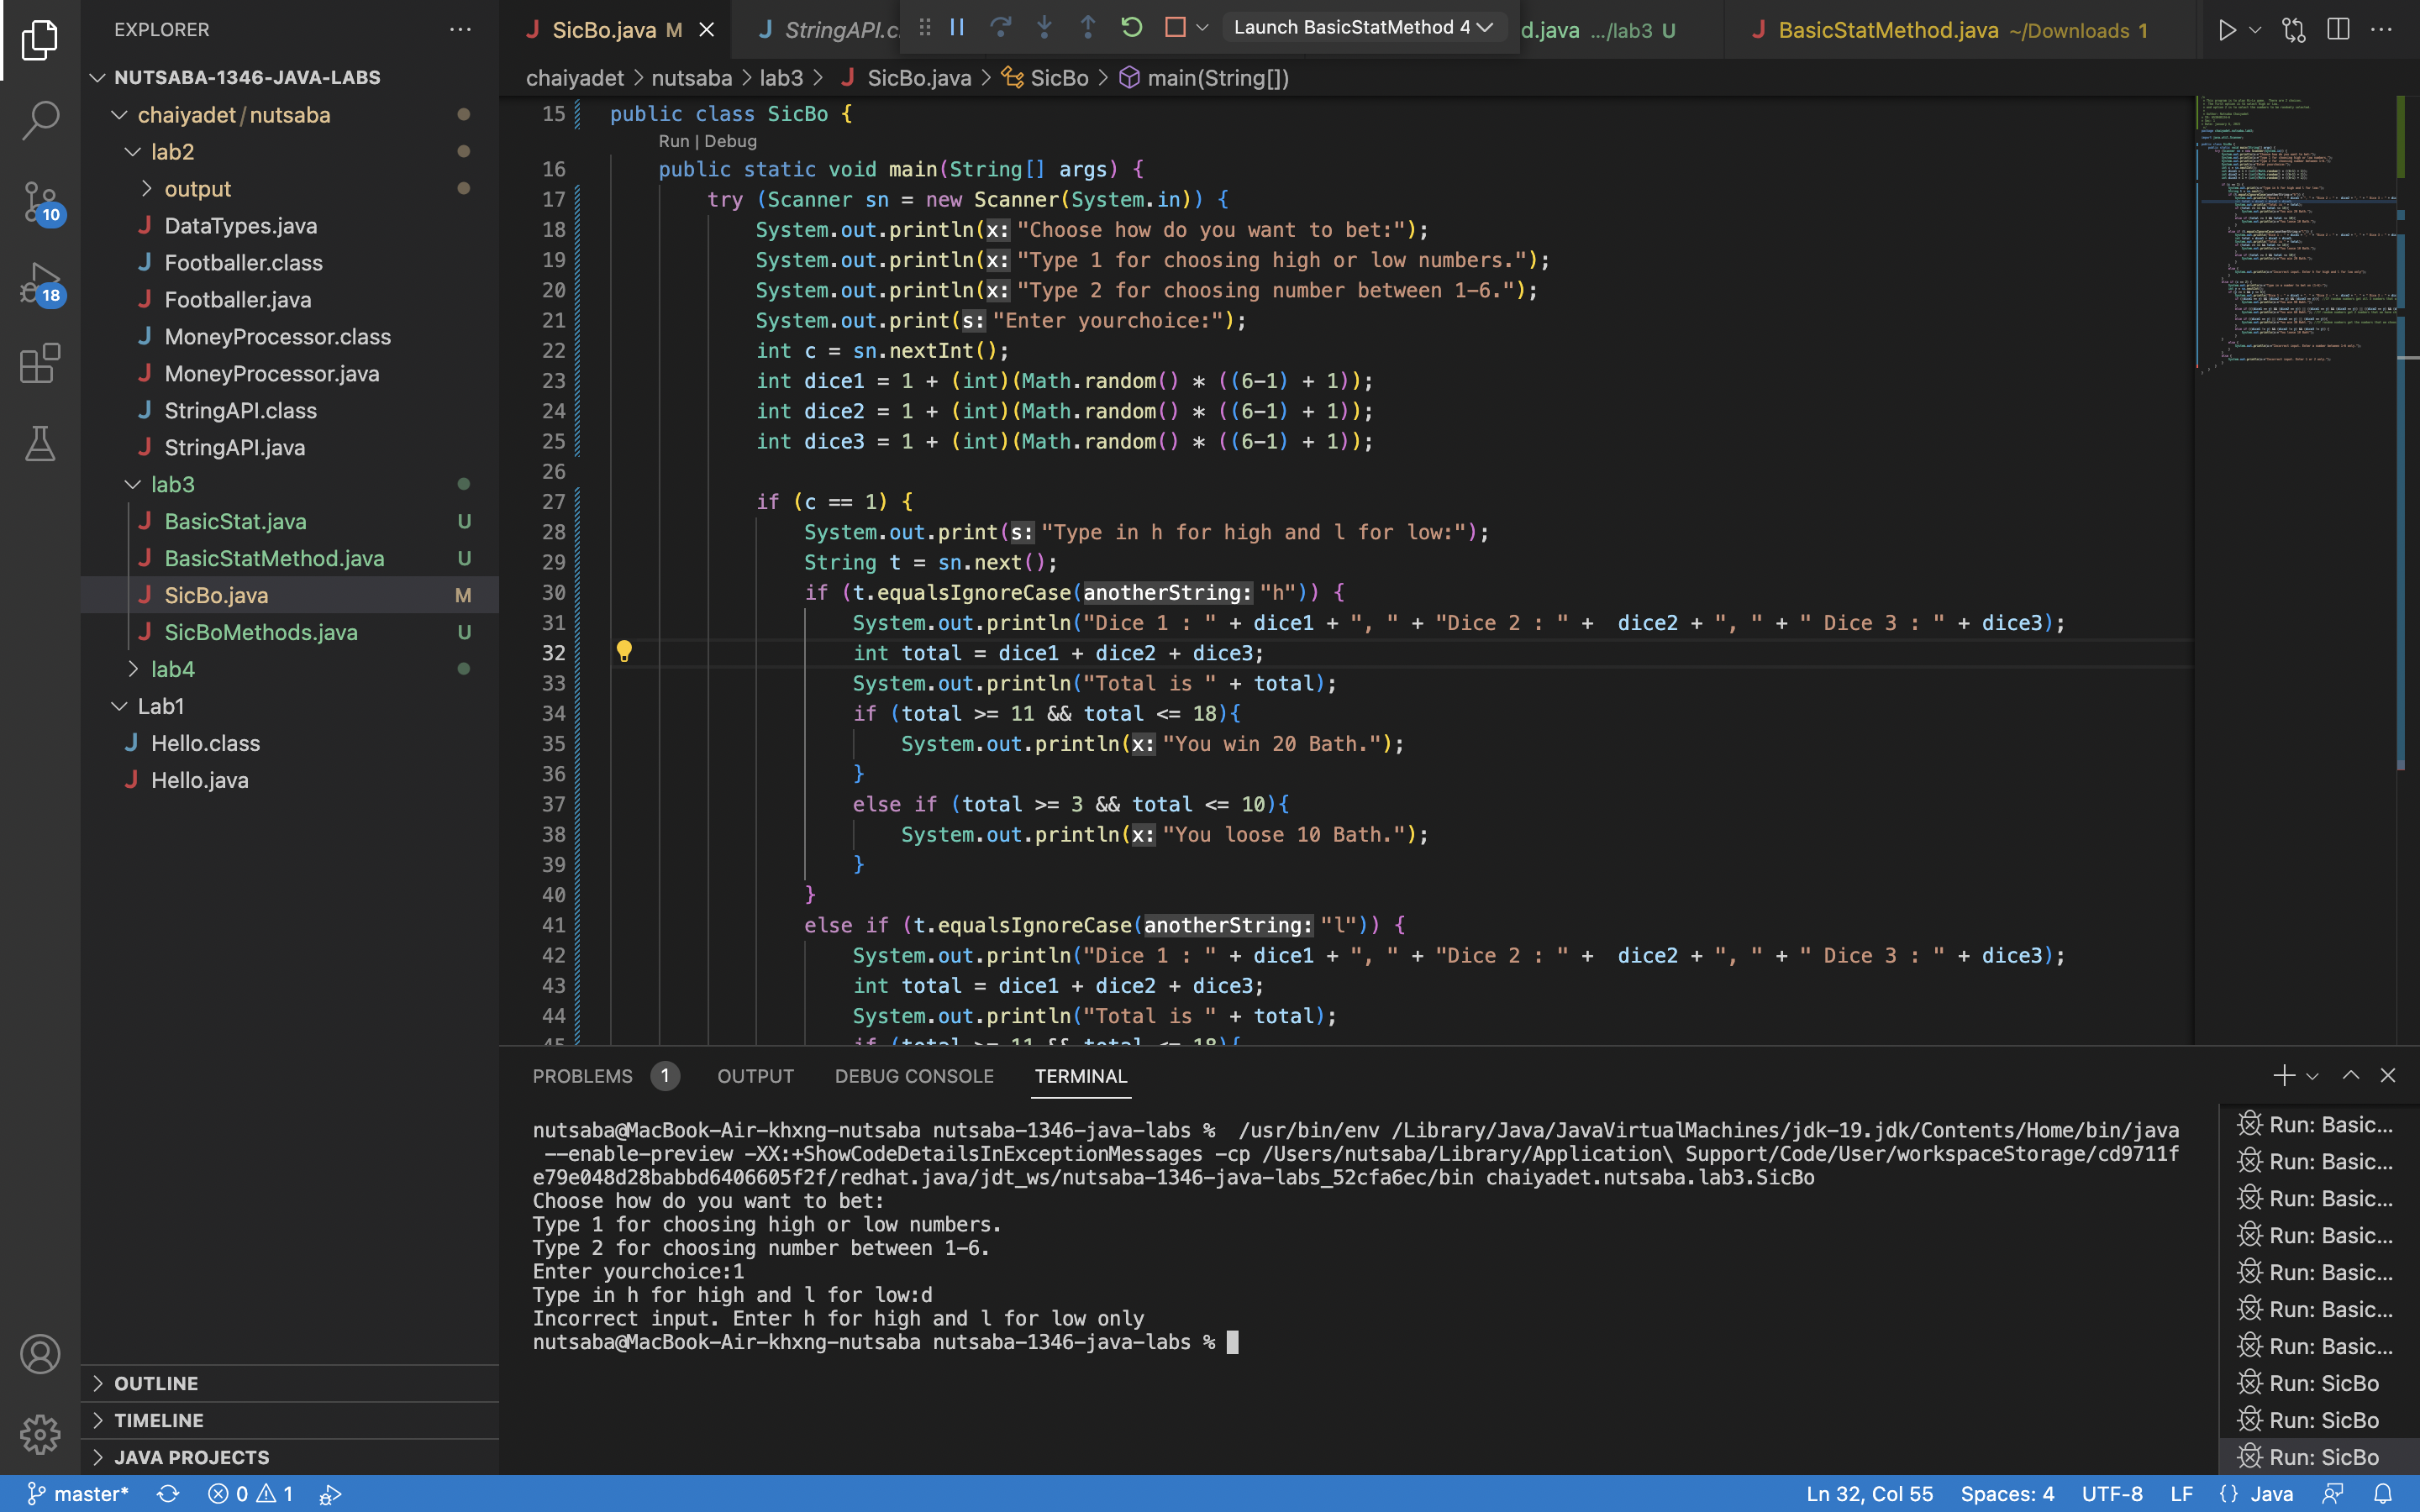 EXPLORER
NUTSABA-1346-JAVA-LABS
chaiyadet/nutsaba
lab2
output
DataTypes.java
Footballer.class
Footballer.java
MoneyProcessor.class
MoneyProcessor.java
StringAPI.class
StringAPI.java
lab3
BasicStat.java U
BasicStatMethod.java U
SicBo.java M
SicBoMethods.java U
lab4
Lab1
Hello.class
Hello.java
OUTLINE
TIMELINE
JAVA PROJECTS
10
18
SicBo.java M
StringAPI.c
Launch BasicStatMethod 4
d.java .../lab3 U
BasicStatMethod.java ~/Downloads 1
chaiyadet > nutsaba > lab3 > J SicBo.java > SicBo > main(String[])
15 public class SicBo {
Run | Debug
16 public static void main(String[] args) {
17 try (Scanner sn = new Scanner(System.in)) {
18 System.out.println(x: "Choose how do you want to bet:");
19 System.out.println(x: "Type 1 for choosing high or low numbers.");
20 System.out.println(x: "Type 2 for choosing number between 1-6.");
21 System.out.print(s: "Enter yourchoice:");
22 int c = sn.nextInt();
23 int dice1 = 1 + (int)(Math.random() * ((6-1) + 1));
24 int dice2 = 1 + (int)(Math.random() * ((6-1) + 1));
25 int dice3 = 1 + (int)(Math.random() * ((6-1) + 1));
26
27 if (c == 1) {
28 System.out.print(s: "Type in h for high and l for low:");
29 String t = sn.next();
30 if (t.equalsIgnoreCase(anotherString: "h")) {
31 System.out.println("Dice 1 : " + dice1 + ", " + "Dice 2 : " +  dice2 + ", " + " Dice 3 : " + dice3);
32 int total = dice1 + dice2 + dice3;
33 System.out.println("Total is " + total);
34 if (total >= 11 && total <= 18){
35 System.out.println(x: "You win 20 Bath.");
36 }
37 else if (total >= 3 && total <= 10){
38 System.out.println(x: "You loose 10 Bath.");
39 }
40 }
41 else if (t.equalsIgnoreCase(anotherString: "l")) {
42 System.out.println("Dice 1 : " + dice1 + ", " + "Dice 2 : " +  dice2 + ", " + " Dice 3 : " + dice3);
43 int total = dice1 + dice2 + dice3;
44 System.out.println("Total is " + total);
45 if (total >= 11 && total <= 18){
PROBLEMS 1 OUTPUT DEBUG CONSOLE TERMINAL
nutsaba@MacBook-Air-khxng-nutsaba nutsaba-1346-java-labs %  /usr/bin/env /Library/Java/JavaVirtualMachines/jdk-19.jdk/Contents/Home/bin/java
--enable-preview -XX:+ShowCodeDetailsInExceptionMessages -cp /Users/nutsaba/Library/Application\ Support/Code/User/workspaceStorage/cd9711f
e79e048d28babbd6406605f2f/redhat.java/jdt_ws/nutsaba-1346-java-labs_52cfa6ec/bin chaiyadet.nutsaba.lab3.SicBo
Choose how do you want to bet:
Type 1 for choosing high or low numbers.
Type 2 for choosing number between 1-6.
Enter yourchoice:1
Type in h for high and l for low:d
Incorrect input. Enter h for high and l for low only
nutsaba@MacBook-Air-khxng-nutsaba nutsaba-1346-java-labs %
Run: Basic...
Run: Basic...
Run: Basic...
Run: Basic...
Run: Basic...
Run: Basic...
Run: Basic...
Run: SicBo
Run: SicBo
Run: SicBo
master* 0 1
Ln 32, Col 55 Spaces: 4 UTF-8 LF {} Java